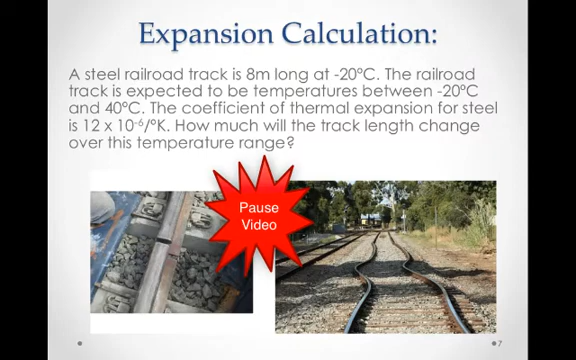 Expansion Calculation:
A steel railroad track is 8m long at -20°C. The railroad
track is expected to be temperatures between -20°C
and 40°C. The coefficient of thermal expansion for steel
is 12 x 10⁻⁶/°K. How much will the track length change
over this temperature range?
Pause
Video
7